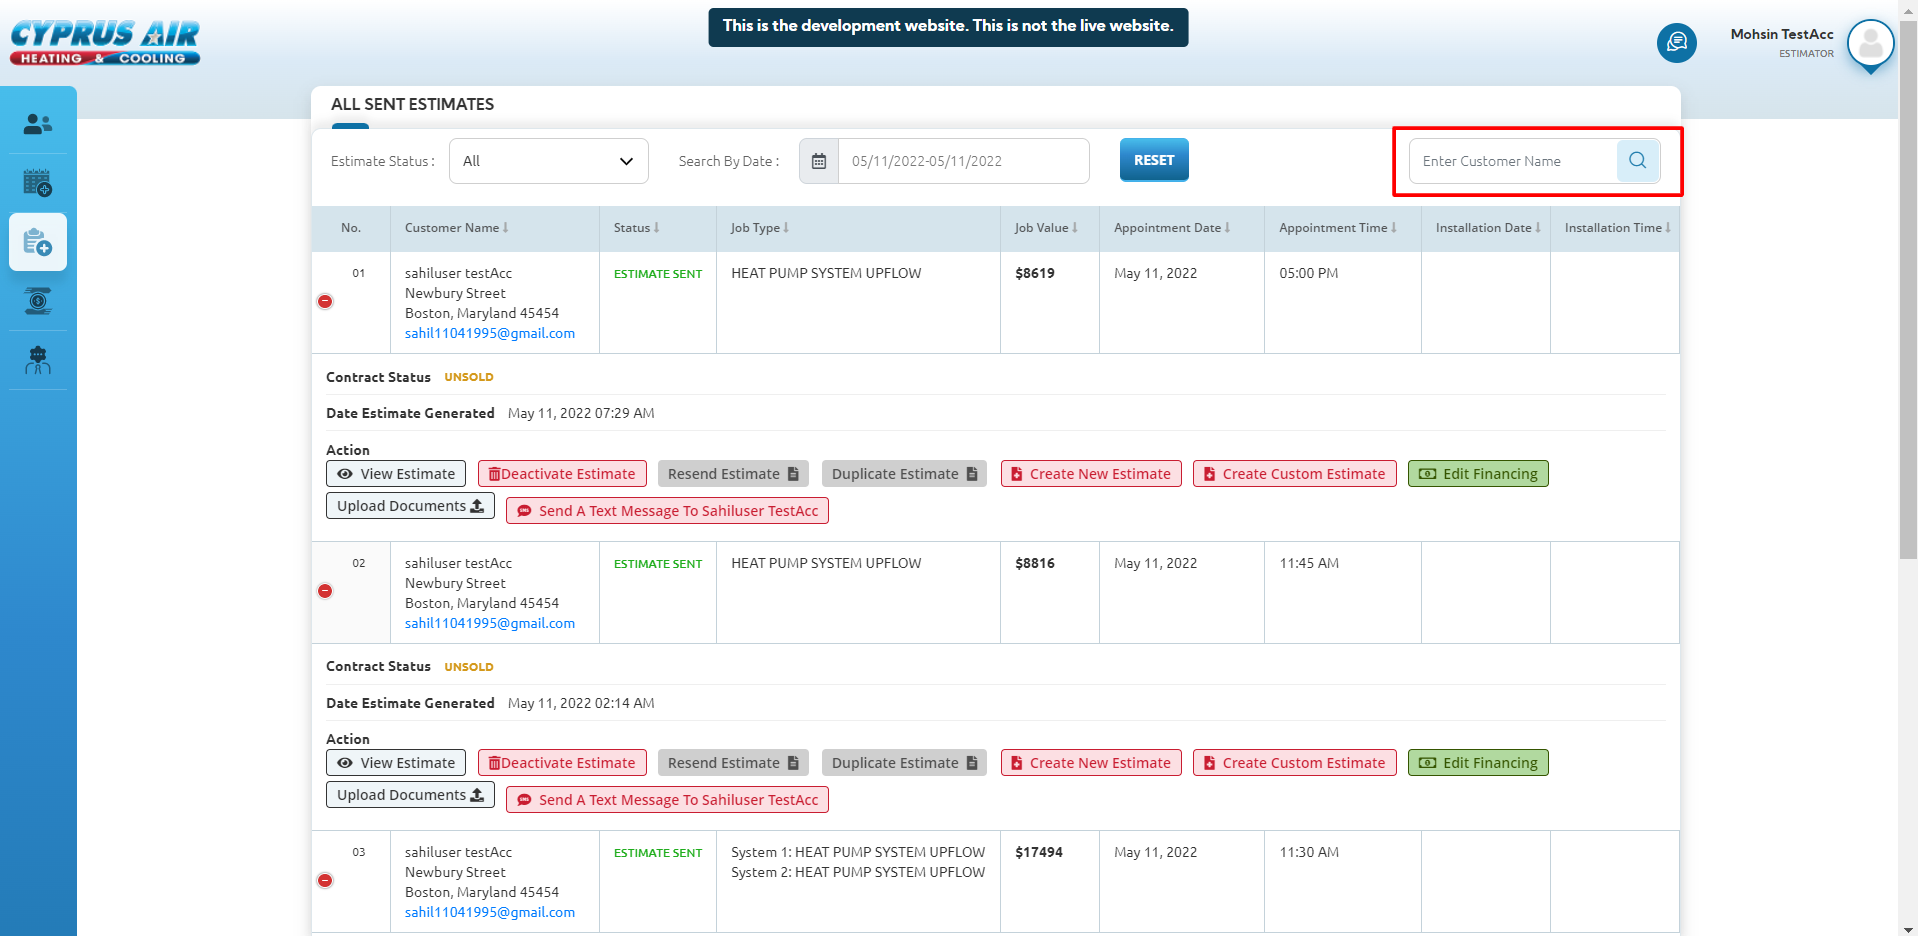 CYPRUS AIR
HEATING & COOLING
This is the development website. This is not the live website.
Mohsin TestAcc
ESTIMATOR
ALL SENT ESTIMATES
Estimate Status : All Search By Date : 05/11/2022-05/11/2022 RESET Enter Customer Name
No. Customer Name Status Job Type Job Value Appointment Date Appointment Time Installation Date Installation Time
01 sahiluser testAcc ESTIMATE SENT HEAT PUMP SYSTEM UPFLOW $8619 May 11, 2022 05:00 PM
Newbury Street
Boston, Maryland 45454
sahil11041995@gmail.com
Contract Status UNSOLD
Date Estimate Generated May 11, 2022 07:29 AM
Action
View Estimate Deactivate Estimate Resend Estimate Duplicate Estimate Create New Estimate Create Custom Estimate Edit Financing
Upload Documents SMS Send A Text Message To Sahiluser TestAcc
02 sahiluser testAcc ESTIMATE SENT HEAT PUMP SYSTEM UPFLOW $8816 May 11, 2022 11:45 AM
Newbury Street
Boston, Maryland 45454
sahil11041995@gmail.com
Contract Status UNSOLD
Date Estimate Generated May 11, 2022 02:14 AM
Action
View Estimate Deactivate Estimate Resend Estimate Duplicate Estimate Create New Estimate Create Custom Estimate Edit Financing
Upload Documents SMS Send A Text Message To Sahiluser TestAcc
03 sahiluser testAcc ESTIMATE SENT System 1: HEAT PUMP SYSTEM UPFLOW $17494 May 11, 2022 11:30 AM
Newbury Street System 2: HEAT PUMP SYSTEM UPFLOW
Boston, Maryland 45454
sahil11041995@gmail.com